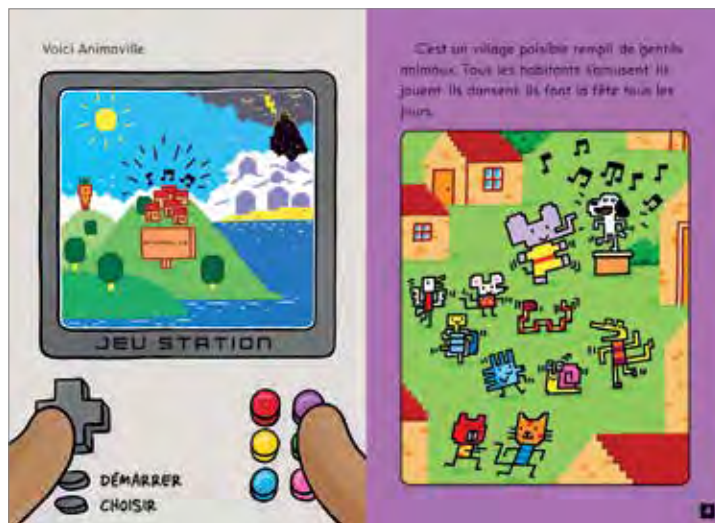 Voici Animaville
JEU STATION
DÉMARRER
CHOISIR
C'est un village paisible rempli de gentils
animaux. Tous les habitants s'amusent. Ils
jouent. Ils dansent. Ils font la fête tous les
jours.